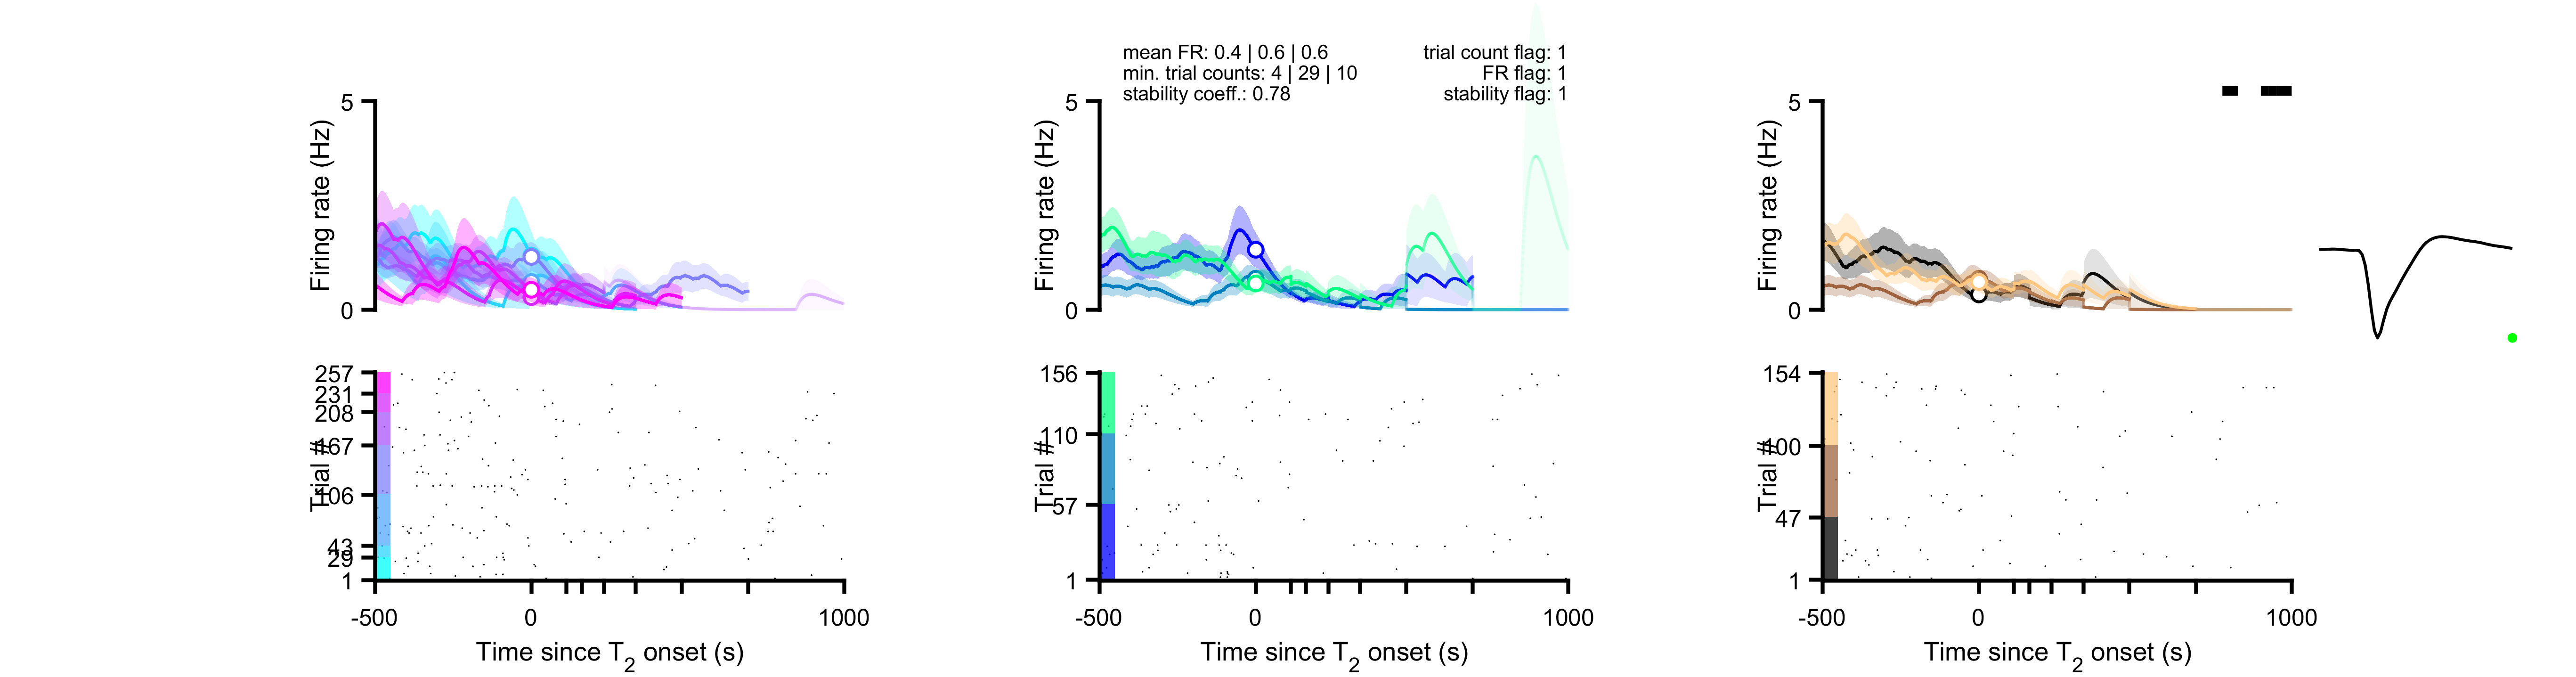 mean FR: 0.4 | 0.6 | 0.6
min. trial counts: 4 | 29 | 10
stability coeff.: 0.78
trial count flag: 1
FR flag: 1
stability flag: 1
5
0
Firing rate (Hz)
5
0
Firing rate (Hz)
5
0
Firing rate (Hz)
257
231
208
167
106
43
29
1
Trial #
-500
0
1000
Time since T2 onset (s)
156
110
57
1
Trial #
-500
0
1000
Time since T2 onset (s)
154
100
47
1
Trial #
-500
0
1000
Time since T2 onset (s)